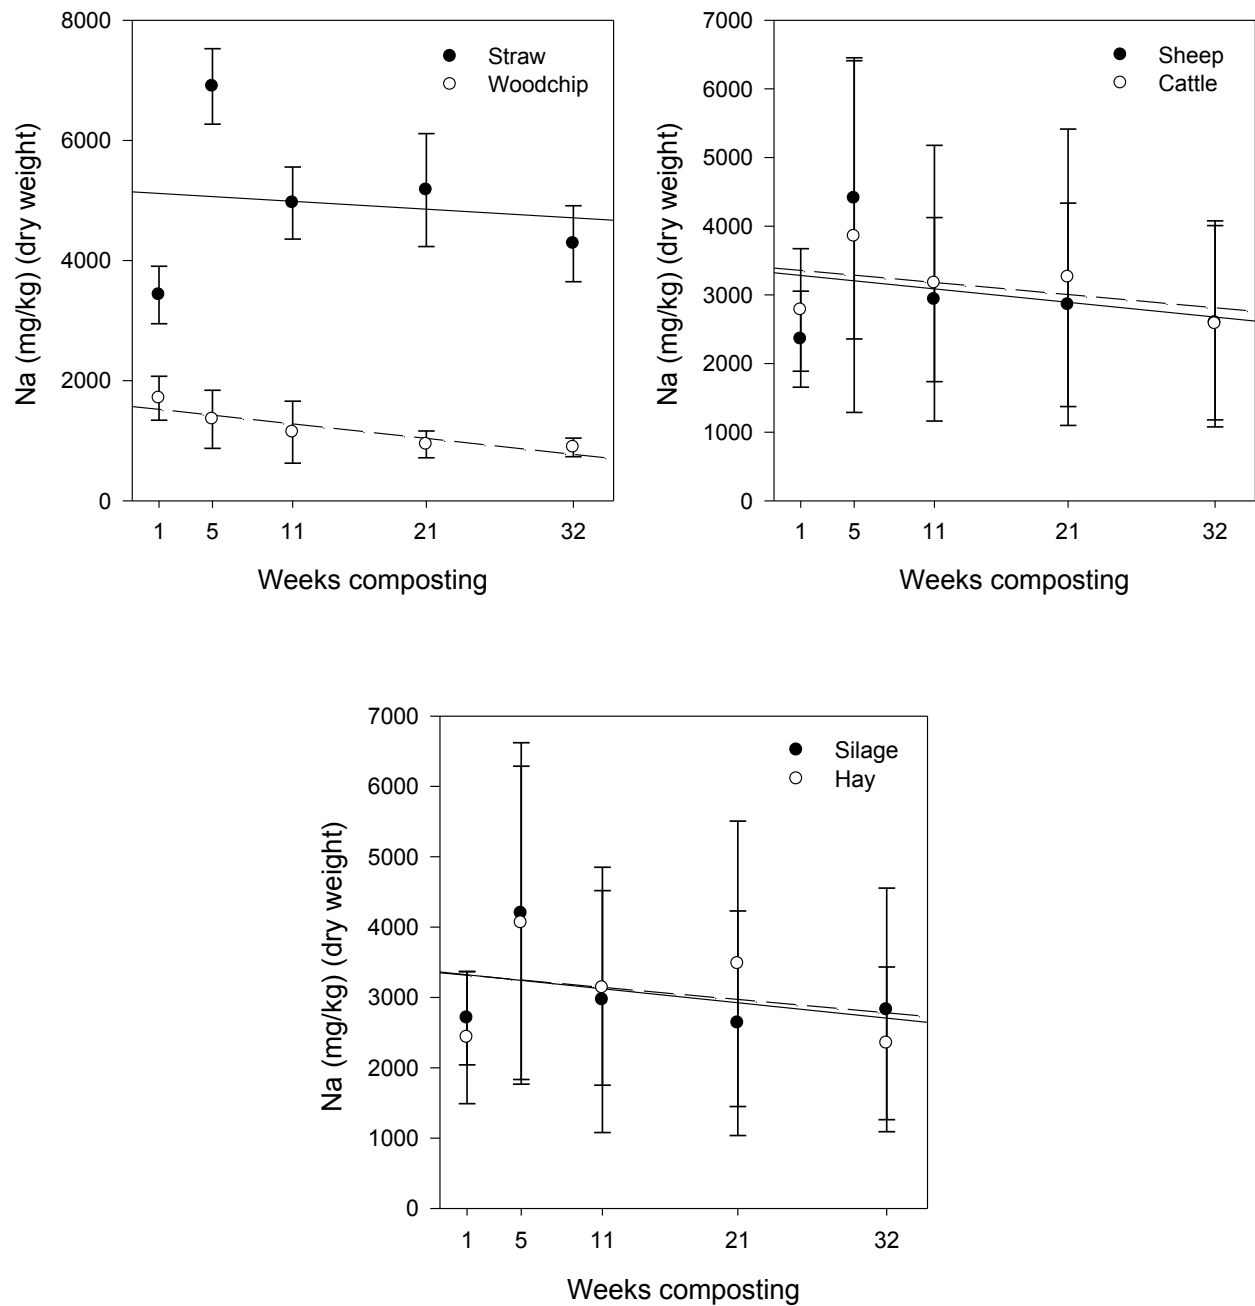 8000
6000
4000
2000
0
Na (mg/kg) (dry weight)
Straw
Woodchip
1 5 11 21 32
Weeks composting
7000
6000
5000
4000
3000
2000
1000
0
Na (mg/kg) (dry weight)
Sheep
Cattle
1 5 11 21 32
Weeks composting
7000
6000
5000
4000
3000
2000
1000
0
Na (mg/kg) (dry weight)
Silage
Hay
1 5 11 21 32
Weeks composting